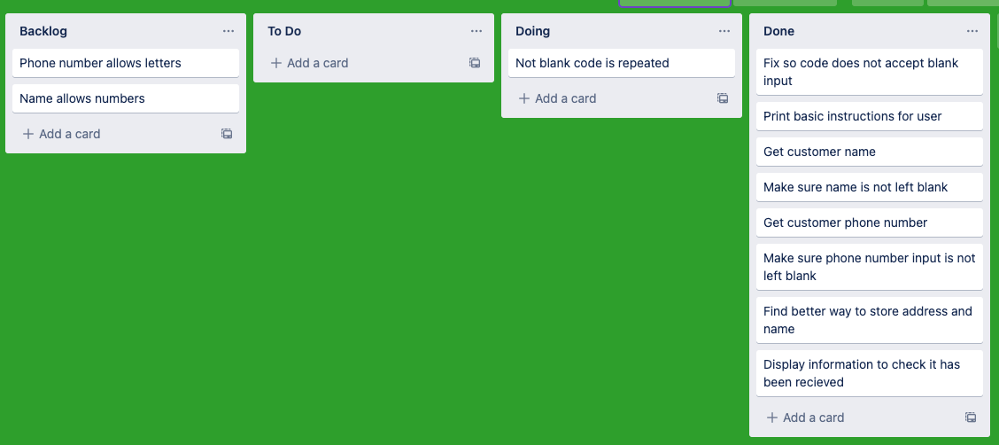 Backlog
Phone number allows letters
Name allows numbers
Add a card
To Do
Add a card
Doing
Not blank code is repeated
Add a card
Done
Fix so code does not accept blank
input
Print basic instructions for user
Get customer name
Make sure name is not left blank
Get customer phone number
Make sure phone number input is not
left blank
Find better way to store address and
name
Display information to check it has
been recieved
Add a card